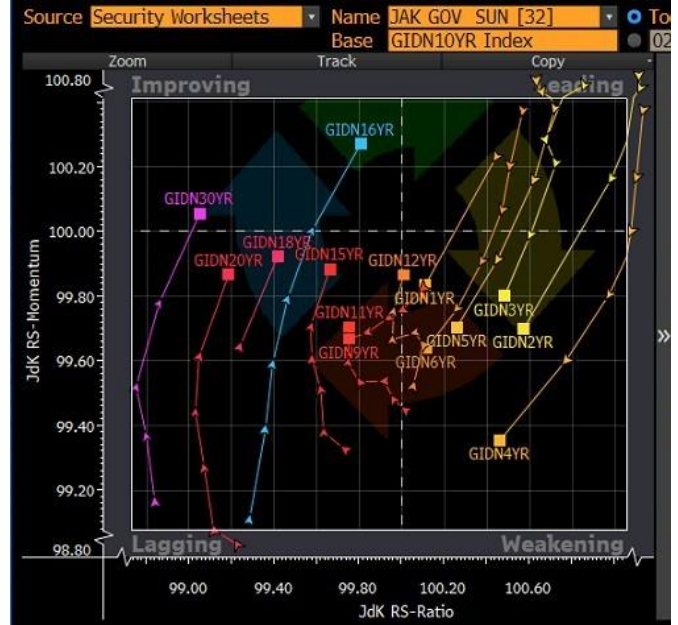 Source Security Worksheets Name JAK GOV SUN [32] To
Base GIDN10YR Index 02
Zoom Track Copy
100.80
Improving Leading
GIDN16YR
100.20
GIDN30YR
100.00
GIDN18YR
GIDN20YR GIDN15YR GIDN12YR
99.80
GIDN1YR
GIDN11YR GIDN3YR
GIDN5YR GIDN2YR
99.60
GIDN9YR GIDN6YR
99.40
GIDN4YR
99.20
98.80
Lagging Weakening
99.00 99.40 99.80 100.20 100.60
JdK RS-Ratio
JdK RS-Momentum
»